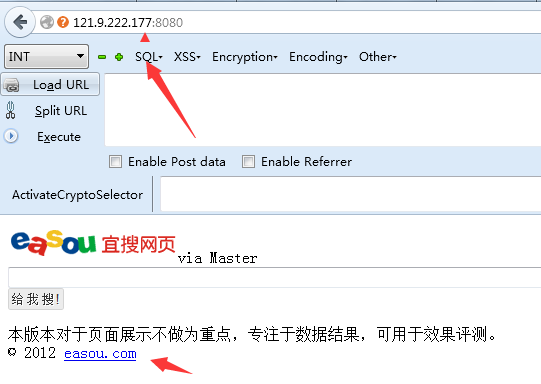 121.9.222.177:8080
INT SQL▾ XSS▾ Encryption▾ Encoding▾ Other▾
Load URL
Split URL
Execute
Enable Post data Enable Referrer
ActivateCryptoSelector
easou 宜搜网页 via Master
给我搜!
本版本对于页面展示不做为重点，专注于数据结果，可用于效果评测。
© 2012 easou.com